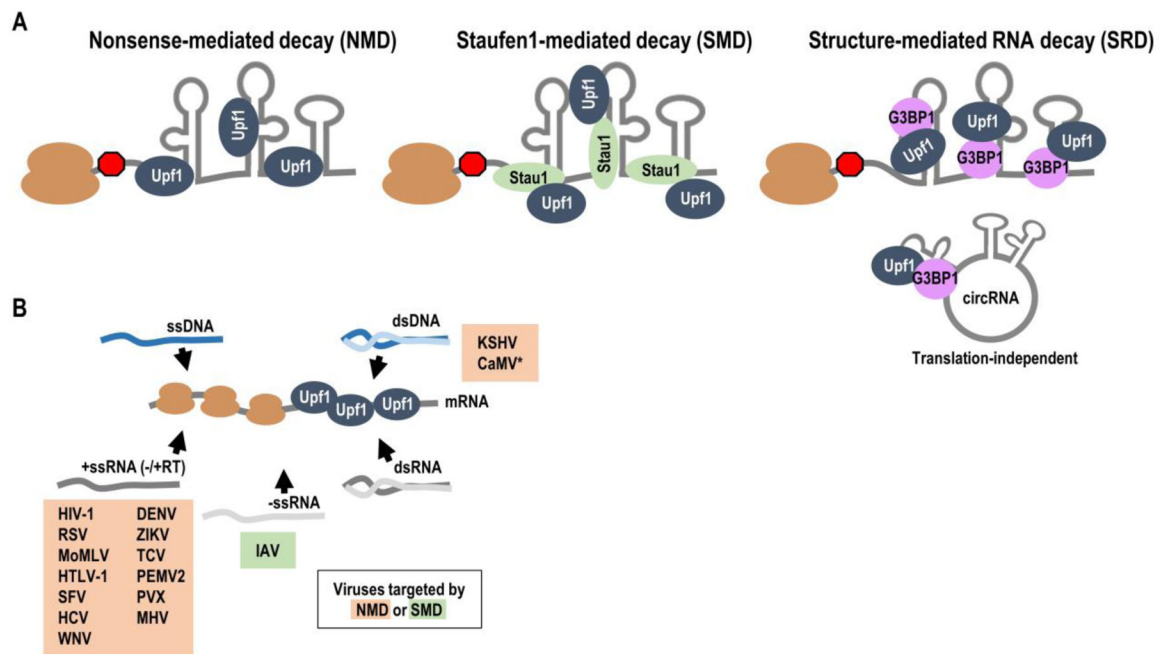 A
Nonsense-mediated decay (NMD)
Staufen1-mediated decay (SMD)
Structure-mediated RNA decay (SRD)
Upf1
Upf1
Upf1
Upf1
Stau1
Stau1
Stau1
Upf1
Upf1
G3BP1
Upf1
Upf1
G3BP1
Upf1
G3BP1
Upf1
G3BP1
circRNA
Translation-independent
B
ssDNA
dsDNA
KSHV
CaMV*
Upf1
Upf1
Upf1
mRNA
+ssRNA (-/+RT)
-ssRNA
dsRNA
HIV-1 DENV
RSV ZIKV
MoMLV TCV
HTLV-1 PEMV2
SFV PVX
HCV MHV
WNV
IAV
Viruses targeted by
NMD or SMD